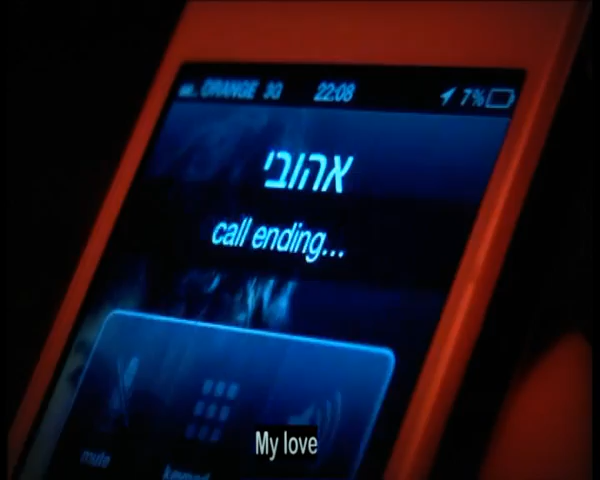 ORANGE 3G 22:08 7%
אהובי
call ending...
mute keypad
My love